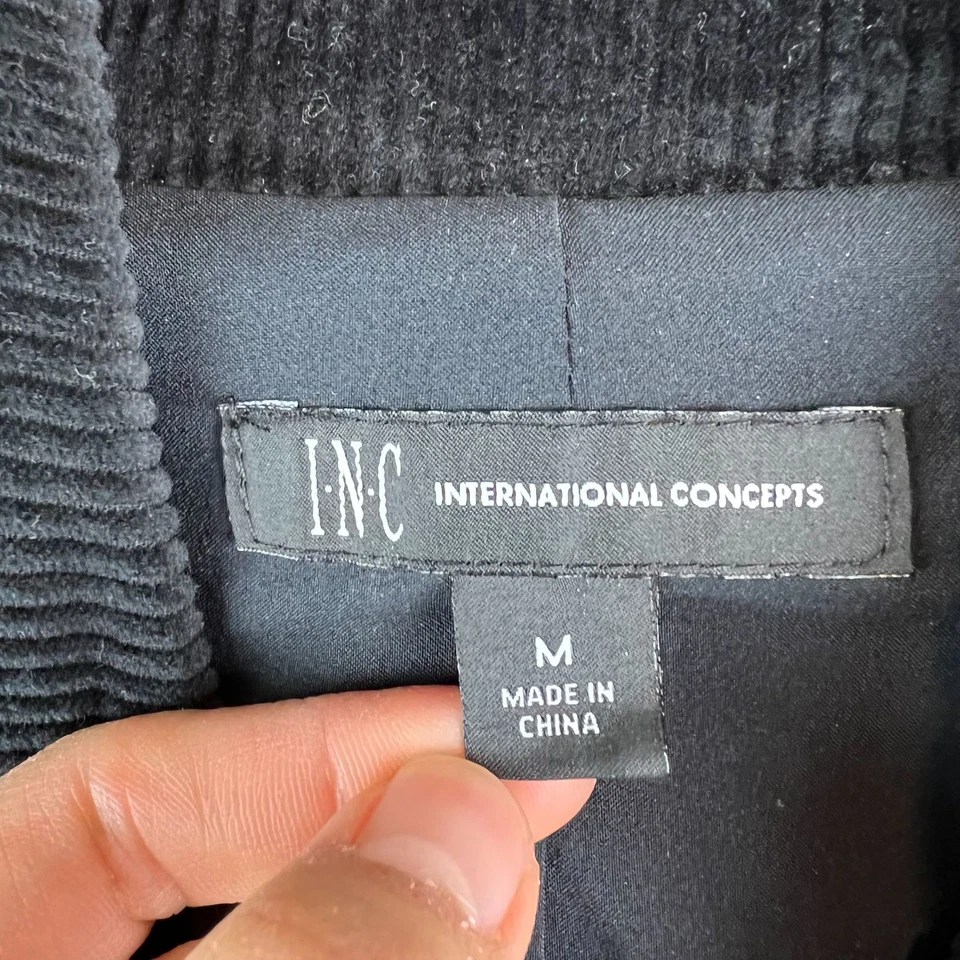 I·N·C INTERNATIONAL CONCEPTS
M
MADE IN
CHINA